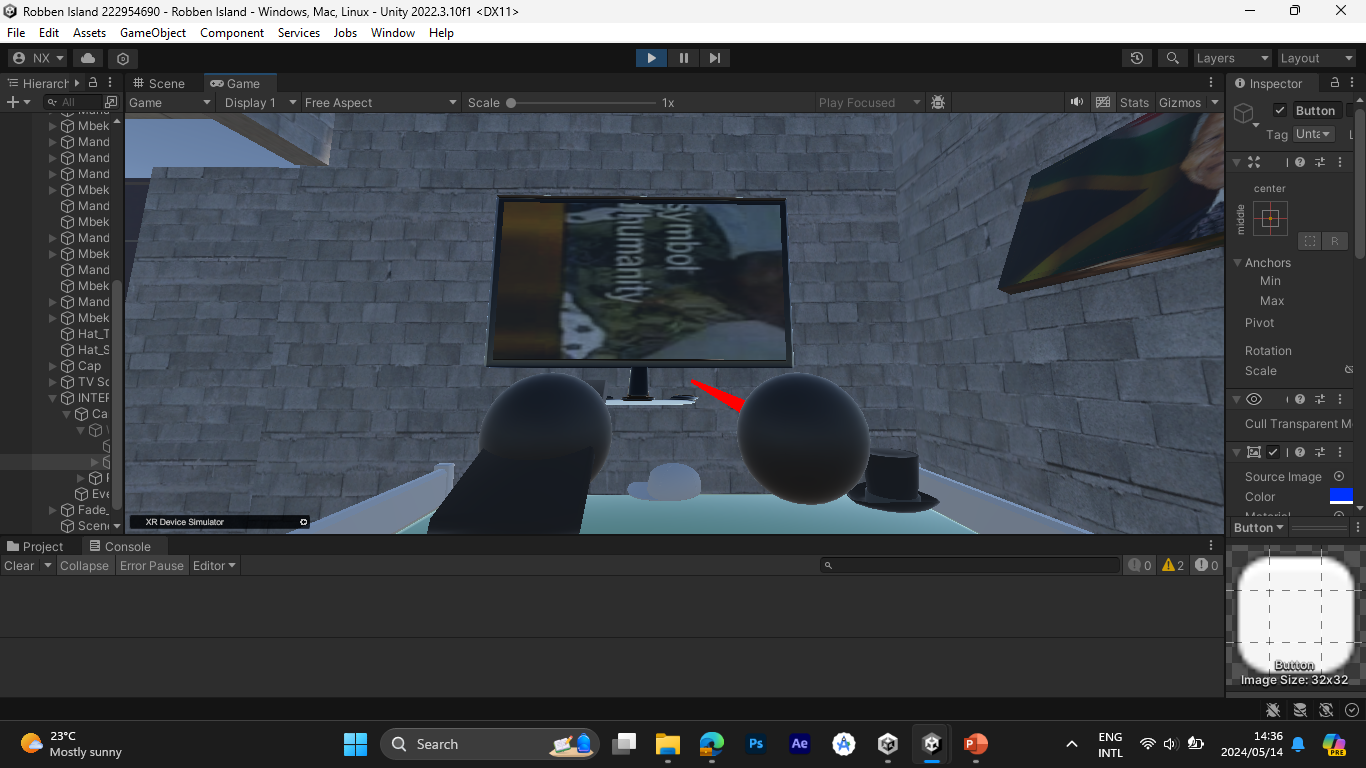 Robben Island 222954690 - Robben Island - Windows, Mac, Linux - Unity 2022.3.10f1 <DX11>
File Edit Assets GameObject Component Services Jobs Window Help
NX Layers Layout
Hierarch Scene Game Inspector
All Game Display 1 Free Aspect Scale 1x Play Focused Stats Gizmos Button
Mbek Tag Unta
Mand
Mand
Mand
Mbek center
Mand middle
Mbek
Mand R
Mbek Anchors
Mand Min
Mbek Max
Mand Pivot
Mbek
Hat_T Rotation
Hat_S
Cap Scale
TV Sc
INTEF
Ca
Cull Transparent M
Source Image
Eve Color
Fade_
Scene
symbol
humanity
XR Device Simulator
Button
Project Console
Clear Collapse Error Pause Editor 0 2 0
Button
Image Size: 32x32
23°C
Mostly sunny
Search
Ps Ae P
ENG
INTL
14:36
2024/05/14
PRE